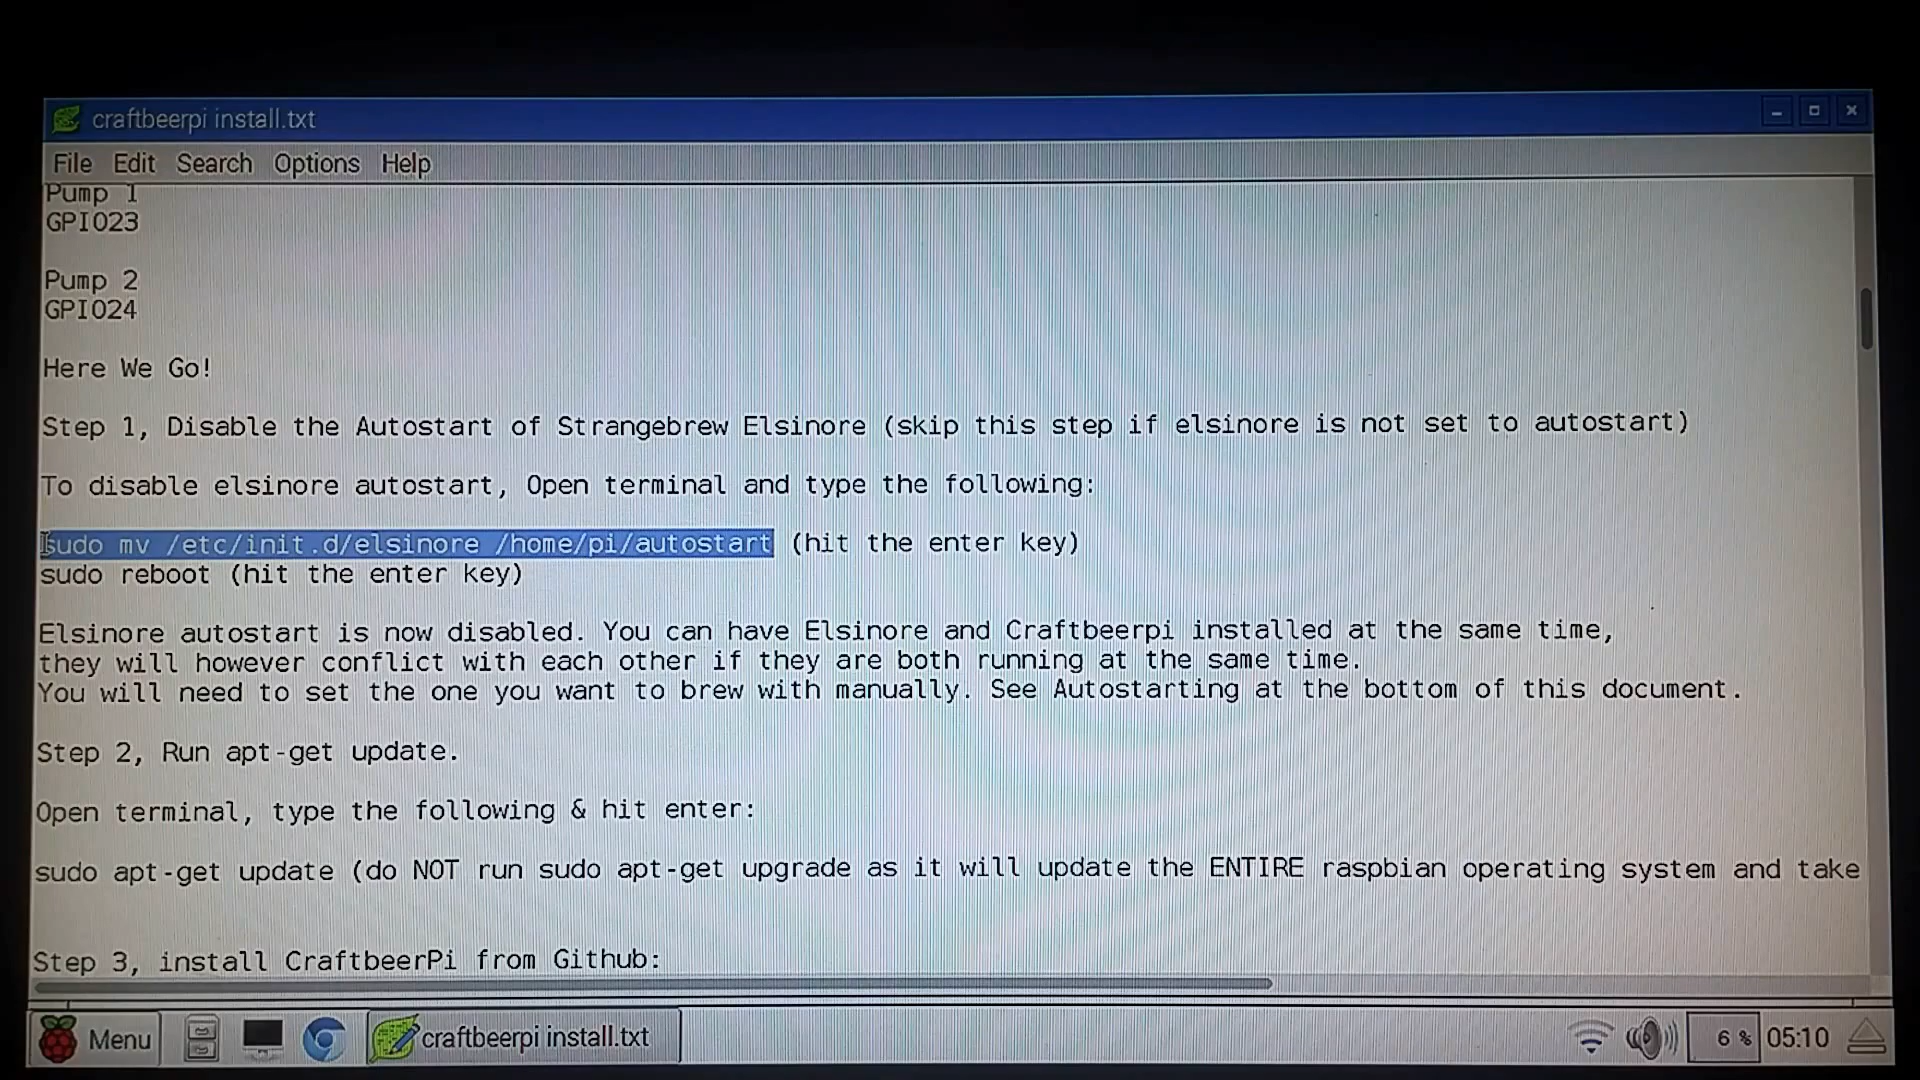 craftbeerpi install.txt
File Edit Search Options Help
Pump 1
GPIO23
Pump 2
GPIO24
Here We Go!
Step 1, Disable the Autostart of Strangebrew Elsinore (skip this step if elsinore is not set to autostart)
To disable elsinore autostart, Open terminal and type the following:
sudo mv /etc/init.d/elsinore /home/pi/autostart (hit the enter key)
sudo reboot (hit the enter key)
Elsinore autostart is now disabled. You can have Elsinore and Craftbeerpi installed at the same time,
they will however conflict with each other if they are both running at the same time.
You will need to set the one you want to brew with manually. See Autostarting at the bottom of this document.
Step 2, Run apt-get update.
Open terminal, type the following & hit enter:
sudo apt-get update (do NOT run sudo apt-get upgrade as it will update the ENTIRE raspbian operating system and take
Step 3, install CraftbeerPi from Github:
Menu craftbeerpi install.txt 6 % 05:10